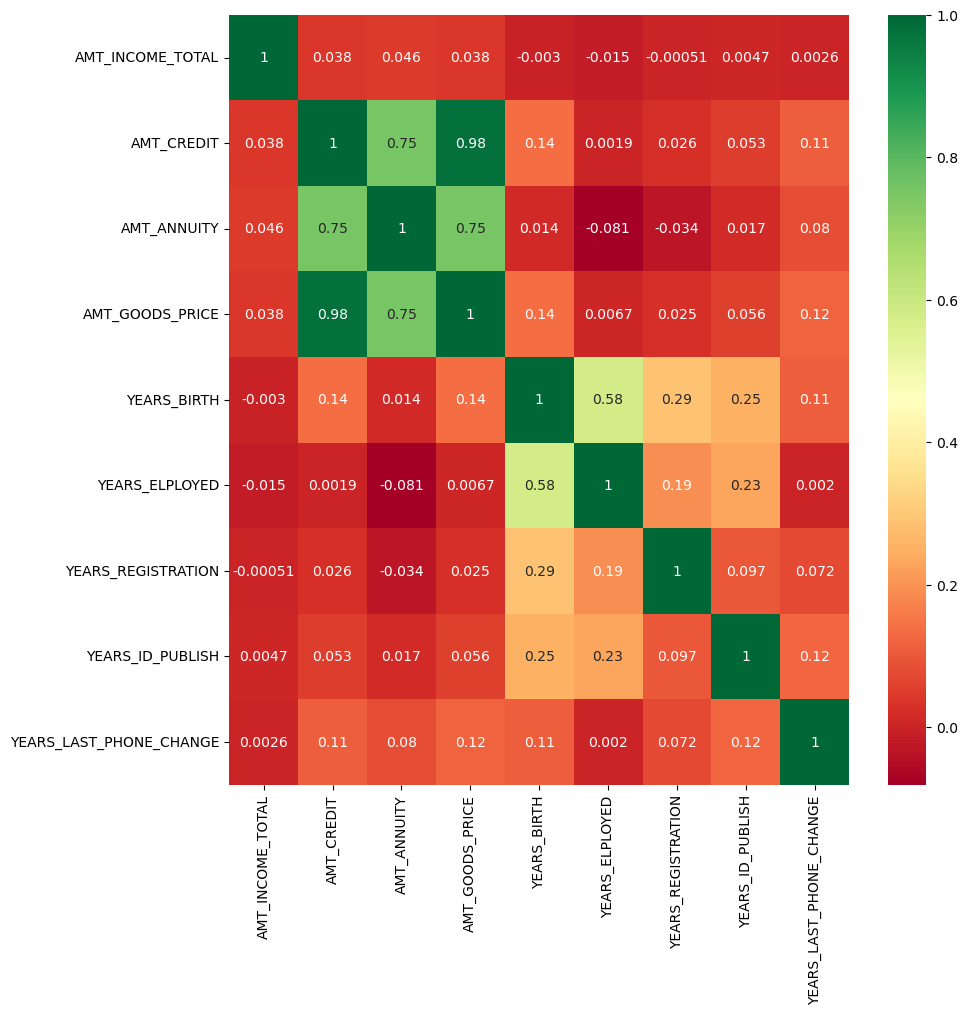 AMT_INCOME_TOTAL 1 0.038 0.046 0.038 -0.003 -0.015 -0.00051 0.0047 0.0026
AMT_CREDIT 0.038 1 0.75 0.98 0.14 0.0019 0.026 0.053 0.11
AMT_ANNUITY 0.046 0.75 1 0.75 0.014 -0.081 -0.034 0.017 0.08
AMT_GOODS_PRICE 0.038 0.98 0.75 1 0.14 0.0067 0.025 0.056 0.12
YEARS_BIRTH -0.003 0.14 0.014 0.14 1 0.58 0.29 0.25 0.11
YEARS_ELPLOYED -0.015 0.0019 -0.081 0.0067 0.58 1 0.19 0.23 0.002
YEARS_REGISTRATION -0.00051 0.026 -0.034 0.025 0.29 0.19 1 0.097 0.072
YEARS_ID_PUBLISH 0.0047 0.053 0.017 0.056 0.25 0.23 0.097 1 0.12
YEARS_LAST_PHONE_CHANGE 0.0026 0.11 0.08 0.12 0.11 0.002 0.072 0.12 1
AMT_INCOME_TOTAL
AMT_CREDIT
AMT_ANNUITY
AMT_GOODS_PRICE
YEARS_BIRTH
YEARS_ELPLOYED
YEARS_REGISTRATION
YEARS_ID_PUBLISH
YEARS_LAST_PHONE_CHANGE
1.0
0.8
0.6
0.4
0.2
0.0